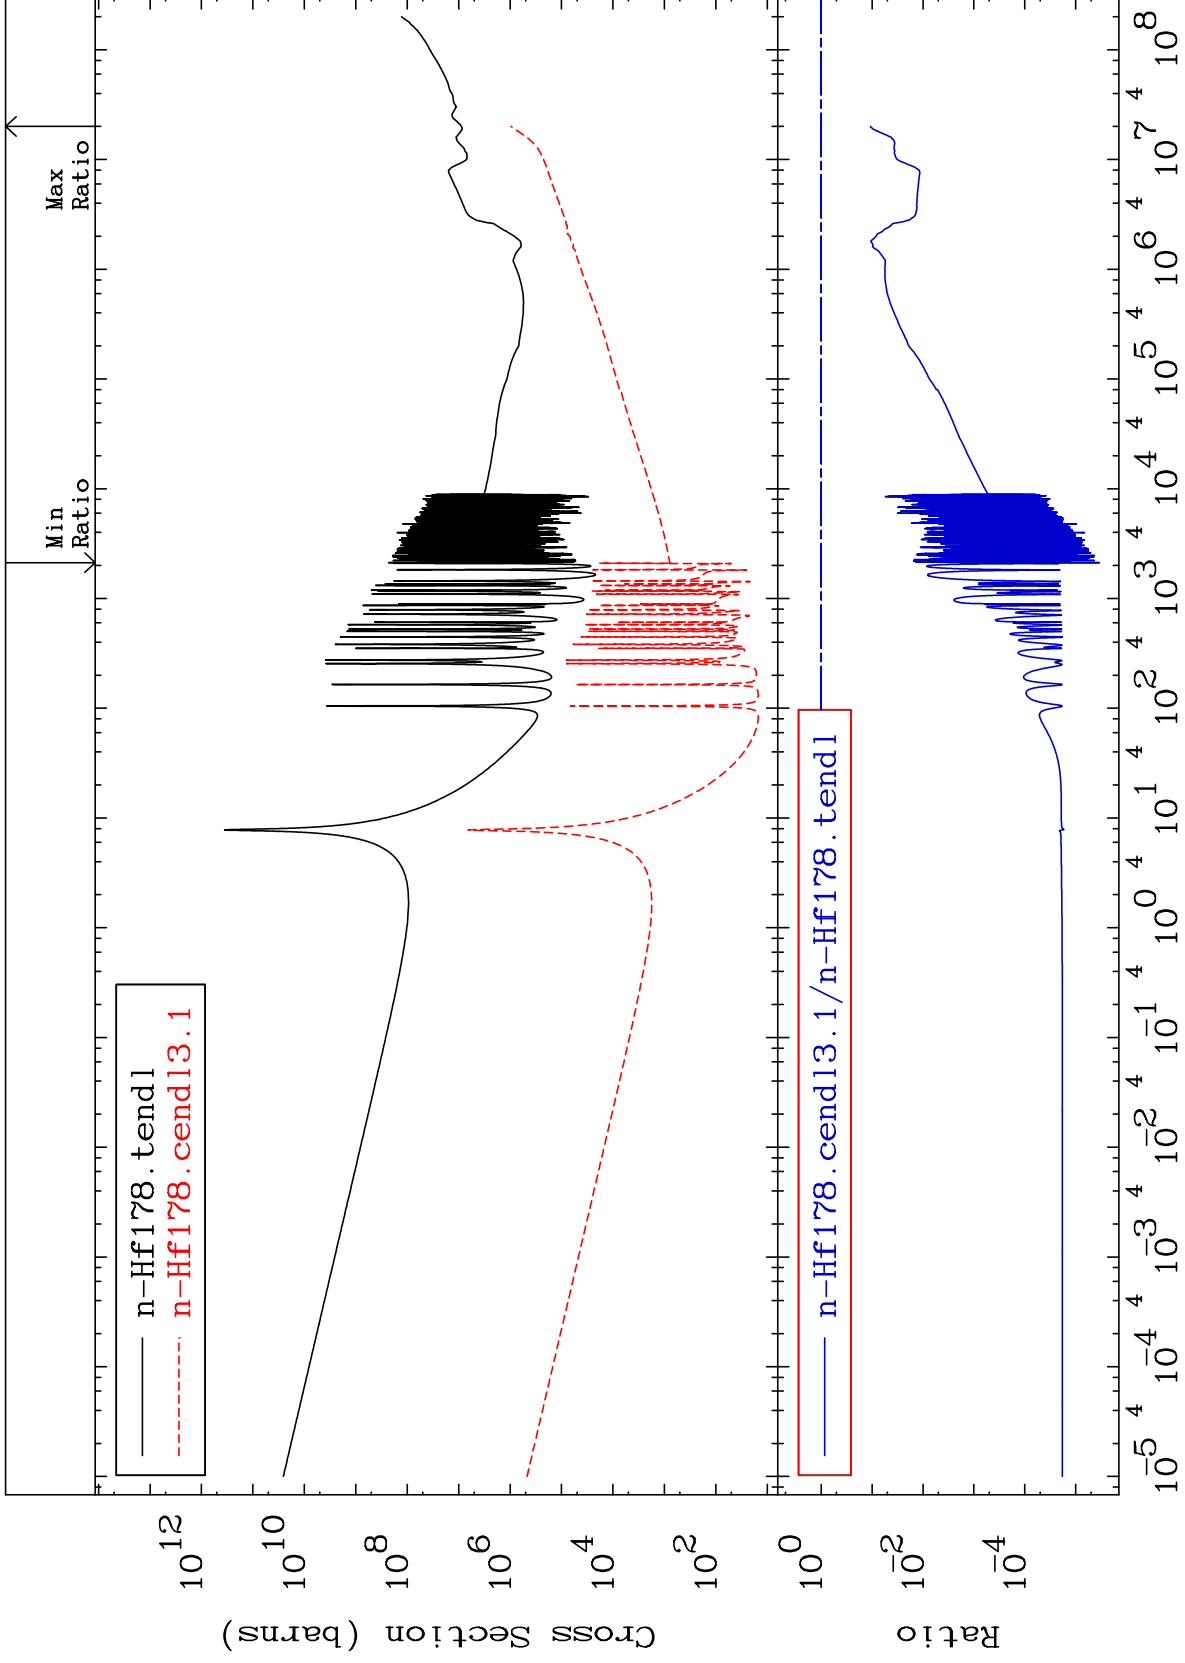 Min
Ratio
Max
Ratio
n-Hf178.tendl
n-Hf178.cendl3.1
10 12
10 10
10 8
10 6
10 4
10 2
Cross Section (barns)
n-Hf178.cendl3.1/n-Hf178.tendl
10 0
10 -2
10 -4
Ratio
10 -5 4 10 -4 4 10 -3 4 10 -2 4 10 -1 4 10 0 4 10 1 4 10 2 4 10 3 4 10 4 4 10 5 4 10 6 4 10 7 4 10 8